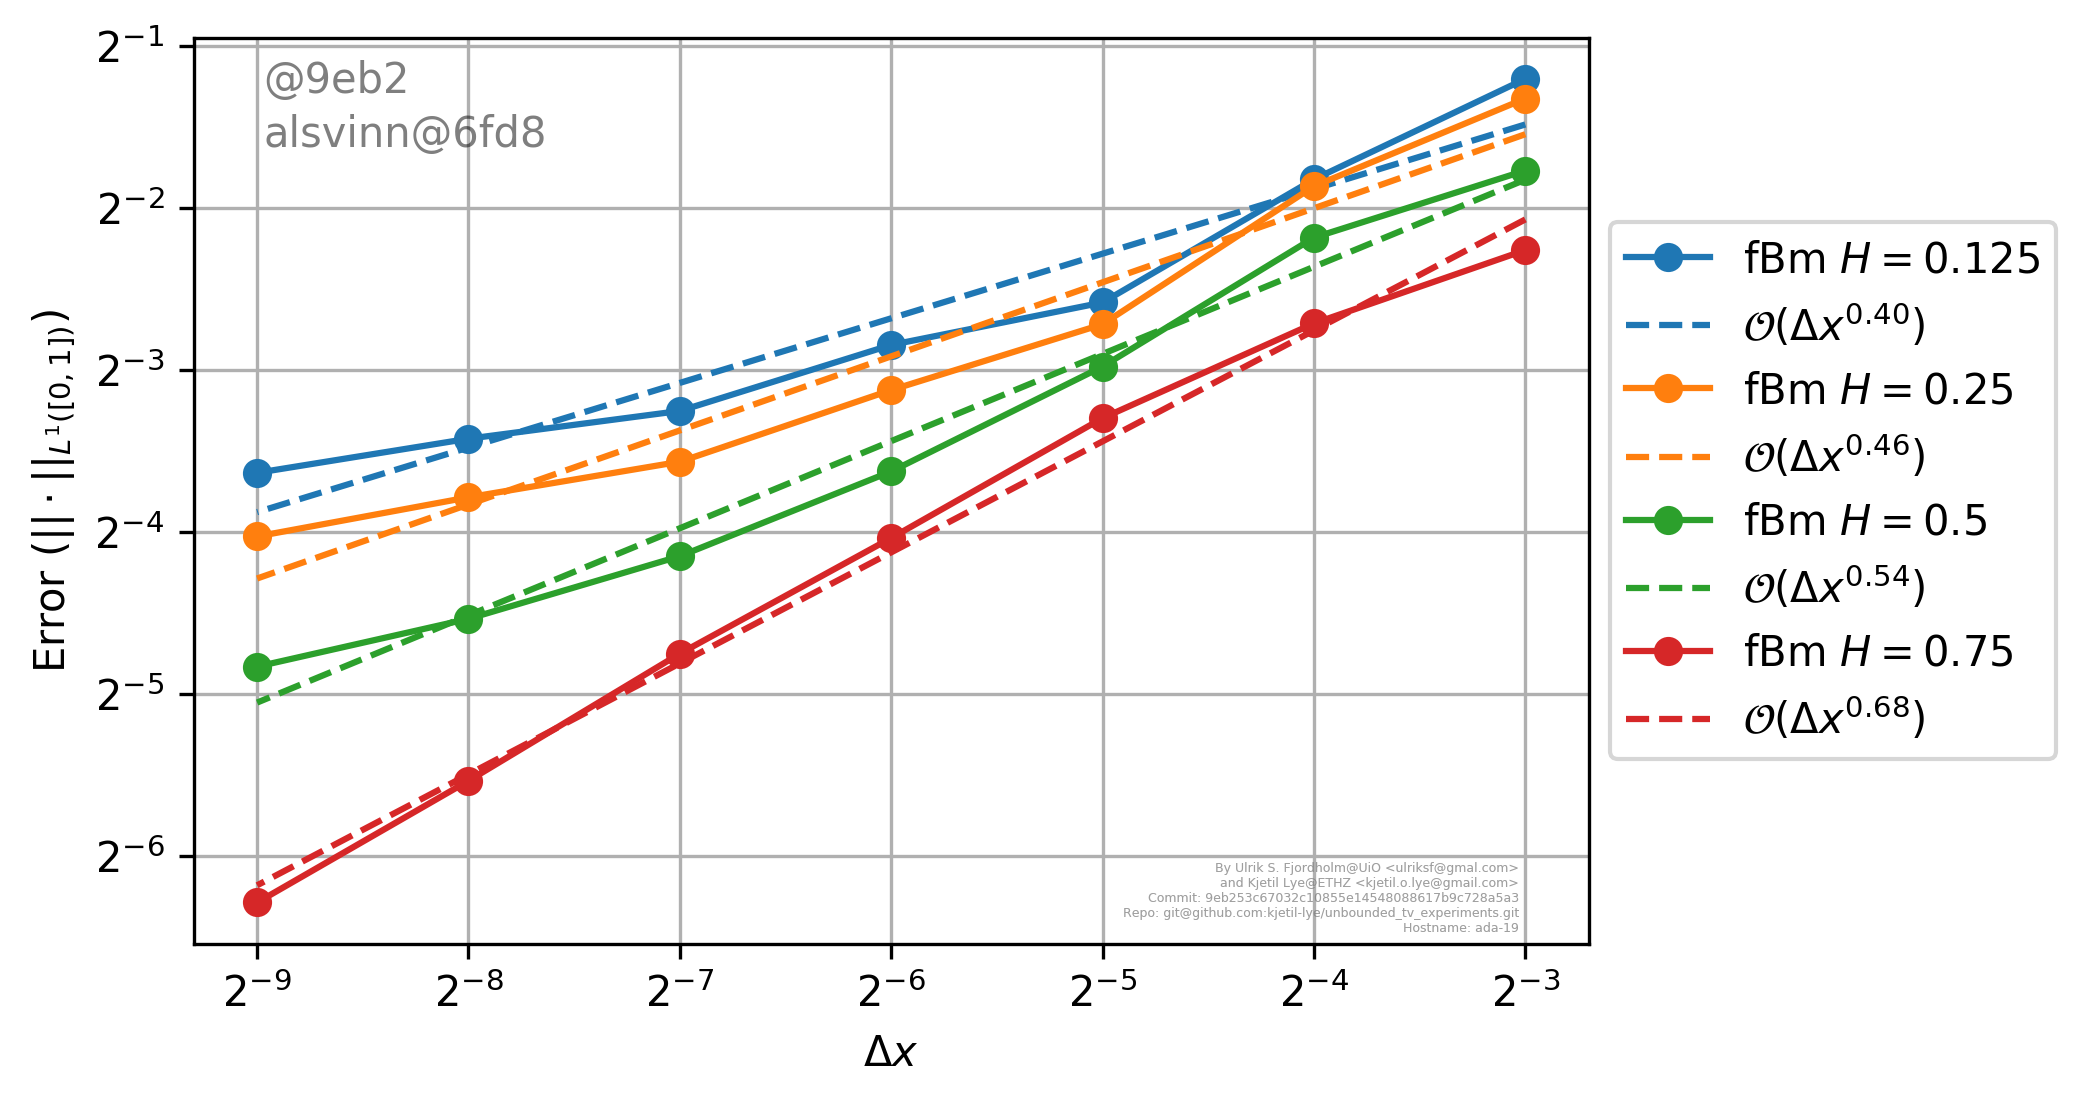 @9eb2
alsvinn@6fd8
2⁻¹
2⁻²
2⁻³
2⁻⁴
2⁻⁵
2⁻⁶
Error (||·||_{L¹([0,1])})
2⁻⁹ 2⁻⁸ 2⁻⁷ 2⁻⁶ 2⁻⁵ 2⁻⁴ 2⁻³
Δx
By Ulrik S. Fjordholm@UiO <ulriksf@gmal.com>
and Kjetil Lye@ETHZ <kjetil.o.lye@gmail.com>
Commit: 9eb253c67032c10855e14548088617b9c728a5a3
Repo: git@github.com:kjetil-lye/unbounded_tv_experiments.git
Hostname: ada-19
fBm H = 0.125
𝒪(Δx^{0.40})
fBm H = 0.25
𝒪(Δx^{0.46})
fBm H = 0.5
𝒪(Δx^{0.54})
fBm H = 0.75
𝒪(Δx^{0.68})